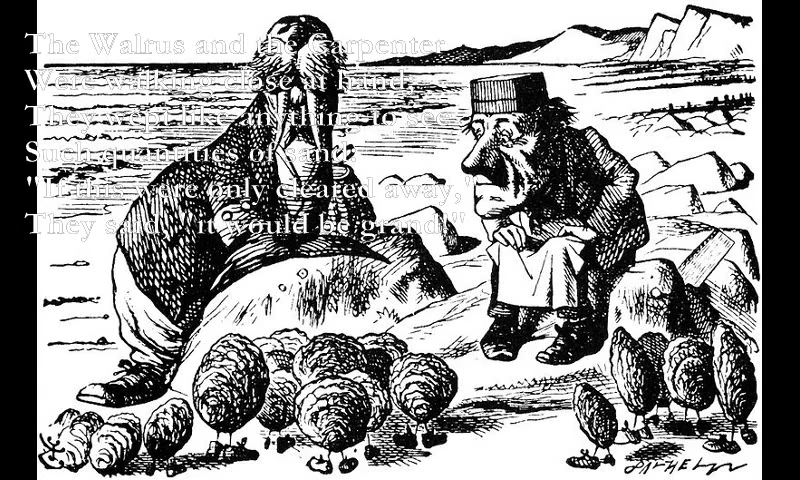 The Walrus and the Carpenter
Were walking close at hand;
They wept like anything to see
Such quantities of sand:
"If this were only cleared away,"
They said, "it would be grand!"